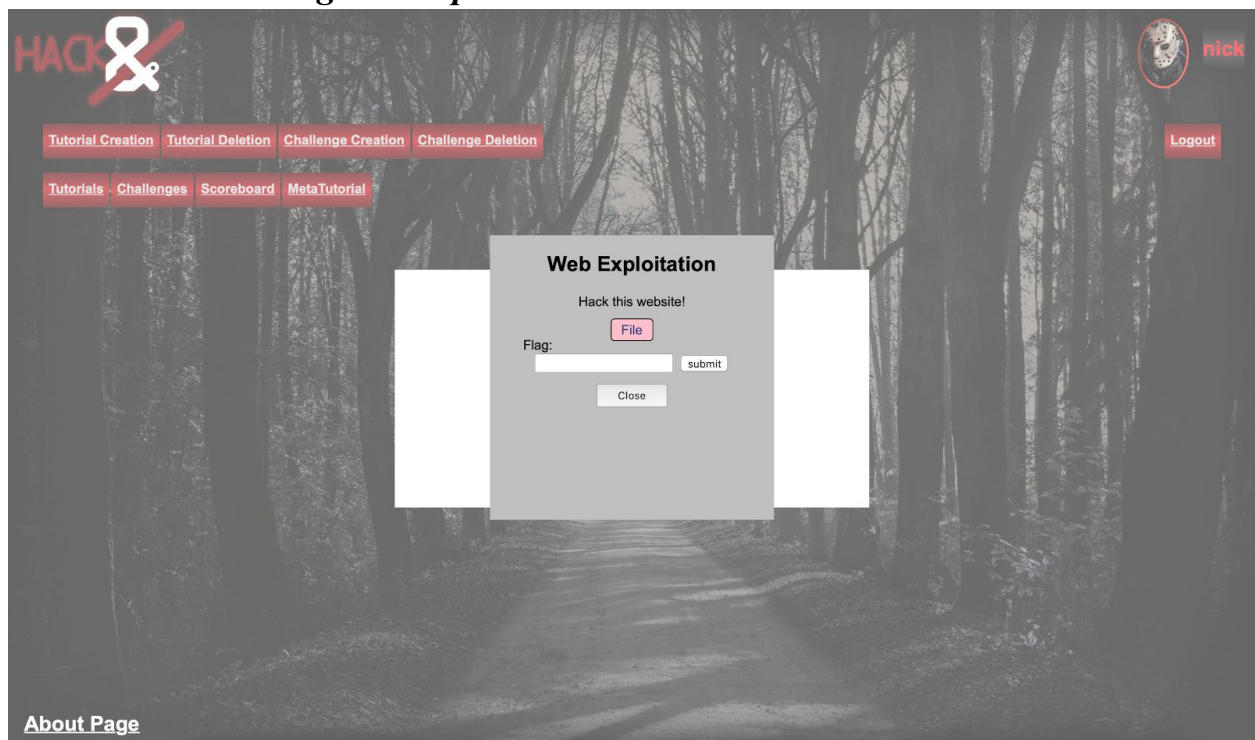 HACK
nick
Tutorial Creation Tutorial Deletion Challenge Creation Challenge Deletion
Logout
Tutorials Challenges Scoreboard MetaTutorial
Web Exploitation
Hack this website!
File
Flag:
submit
Close
About Page